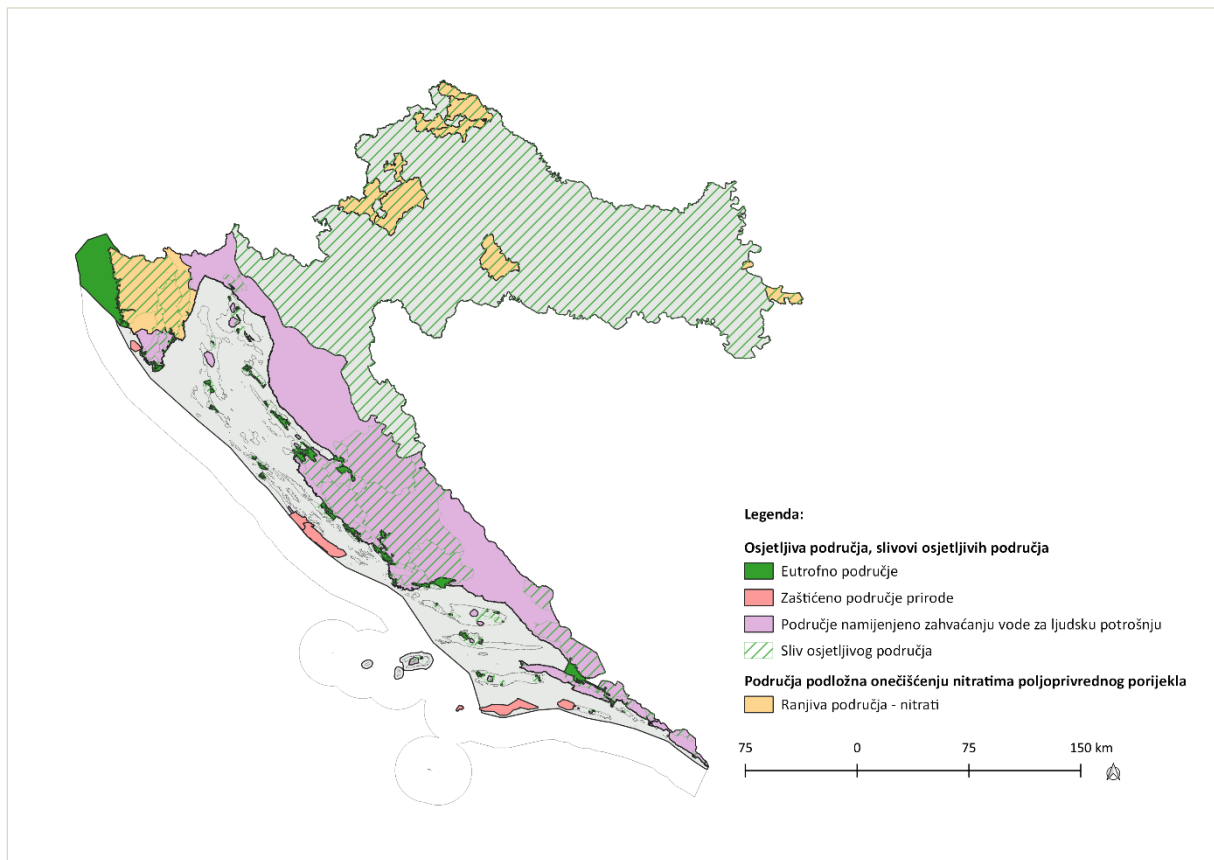 Legenda:
Osjetljiva područja, slivovi osjetljivih područja
Eutrofno područje
Zaštićeno područje prirode
Područje namijenjeno zahvaćanju vode za ljudsku potrošnju
Sliv osjetljivog područja
Područja podložna onečišćenju nitratima poljoprivrednog porijekla
Ranjiva područja - nitrati
75 0 75 150 km